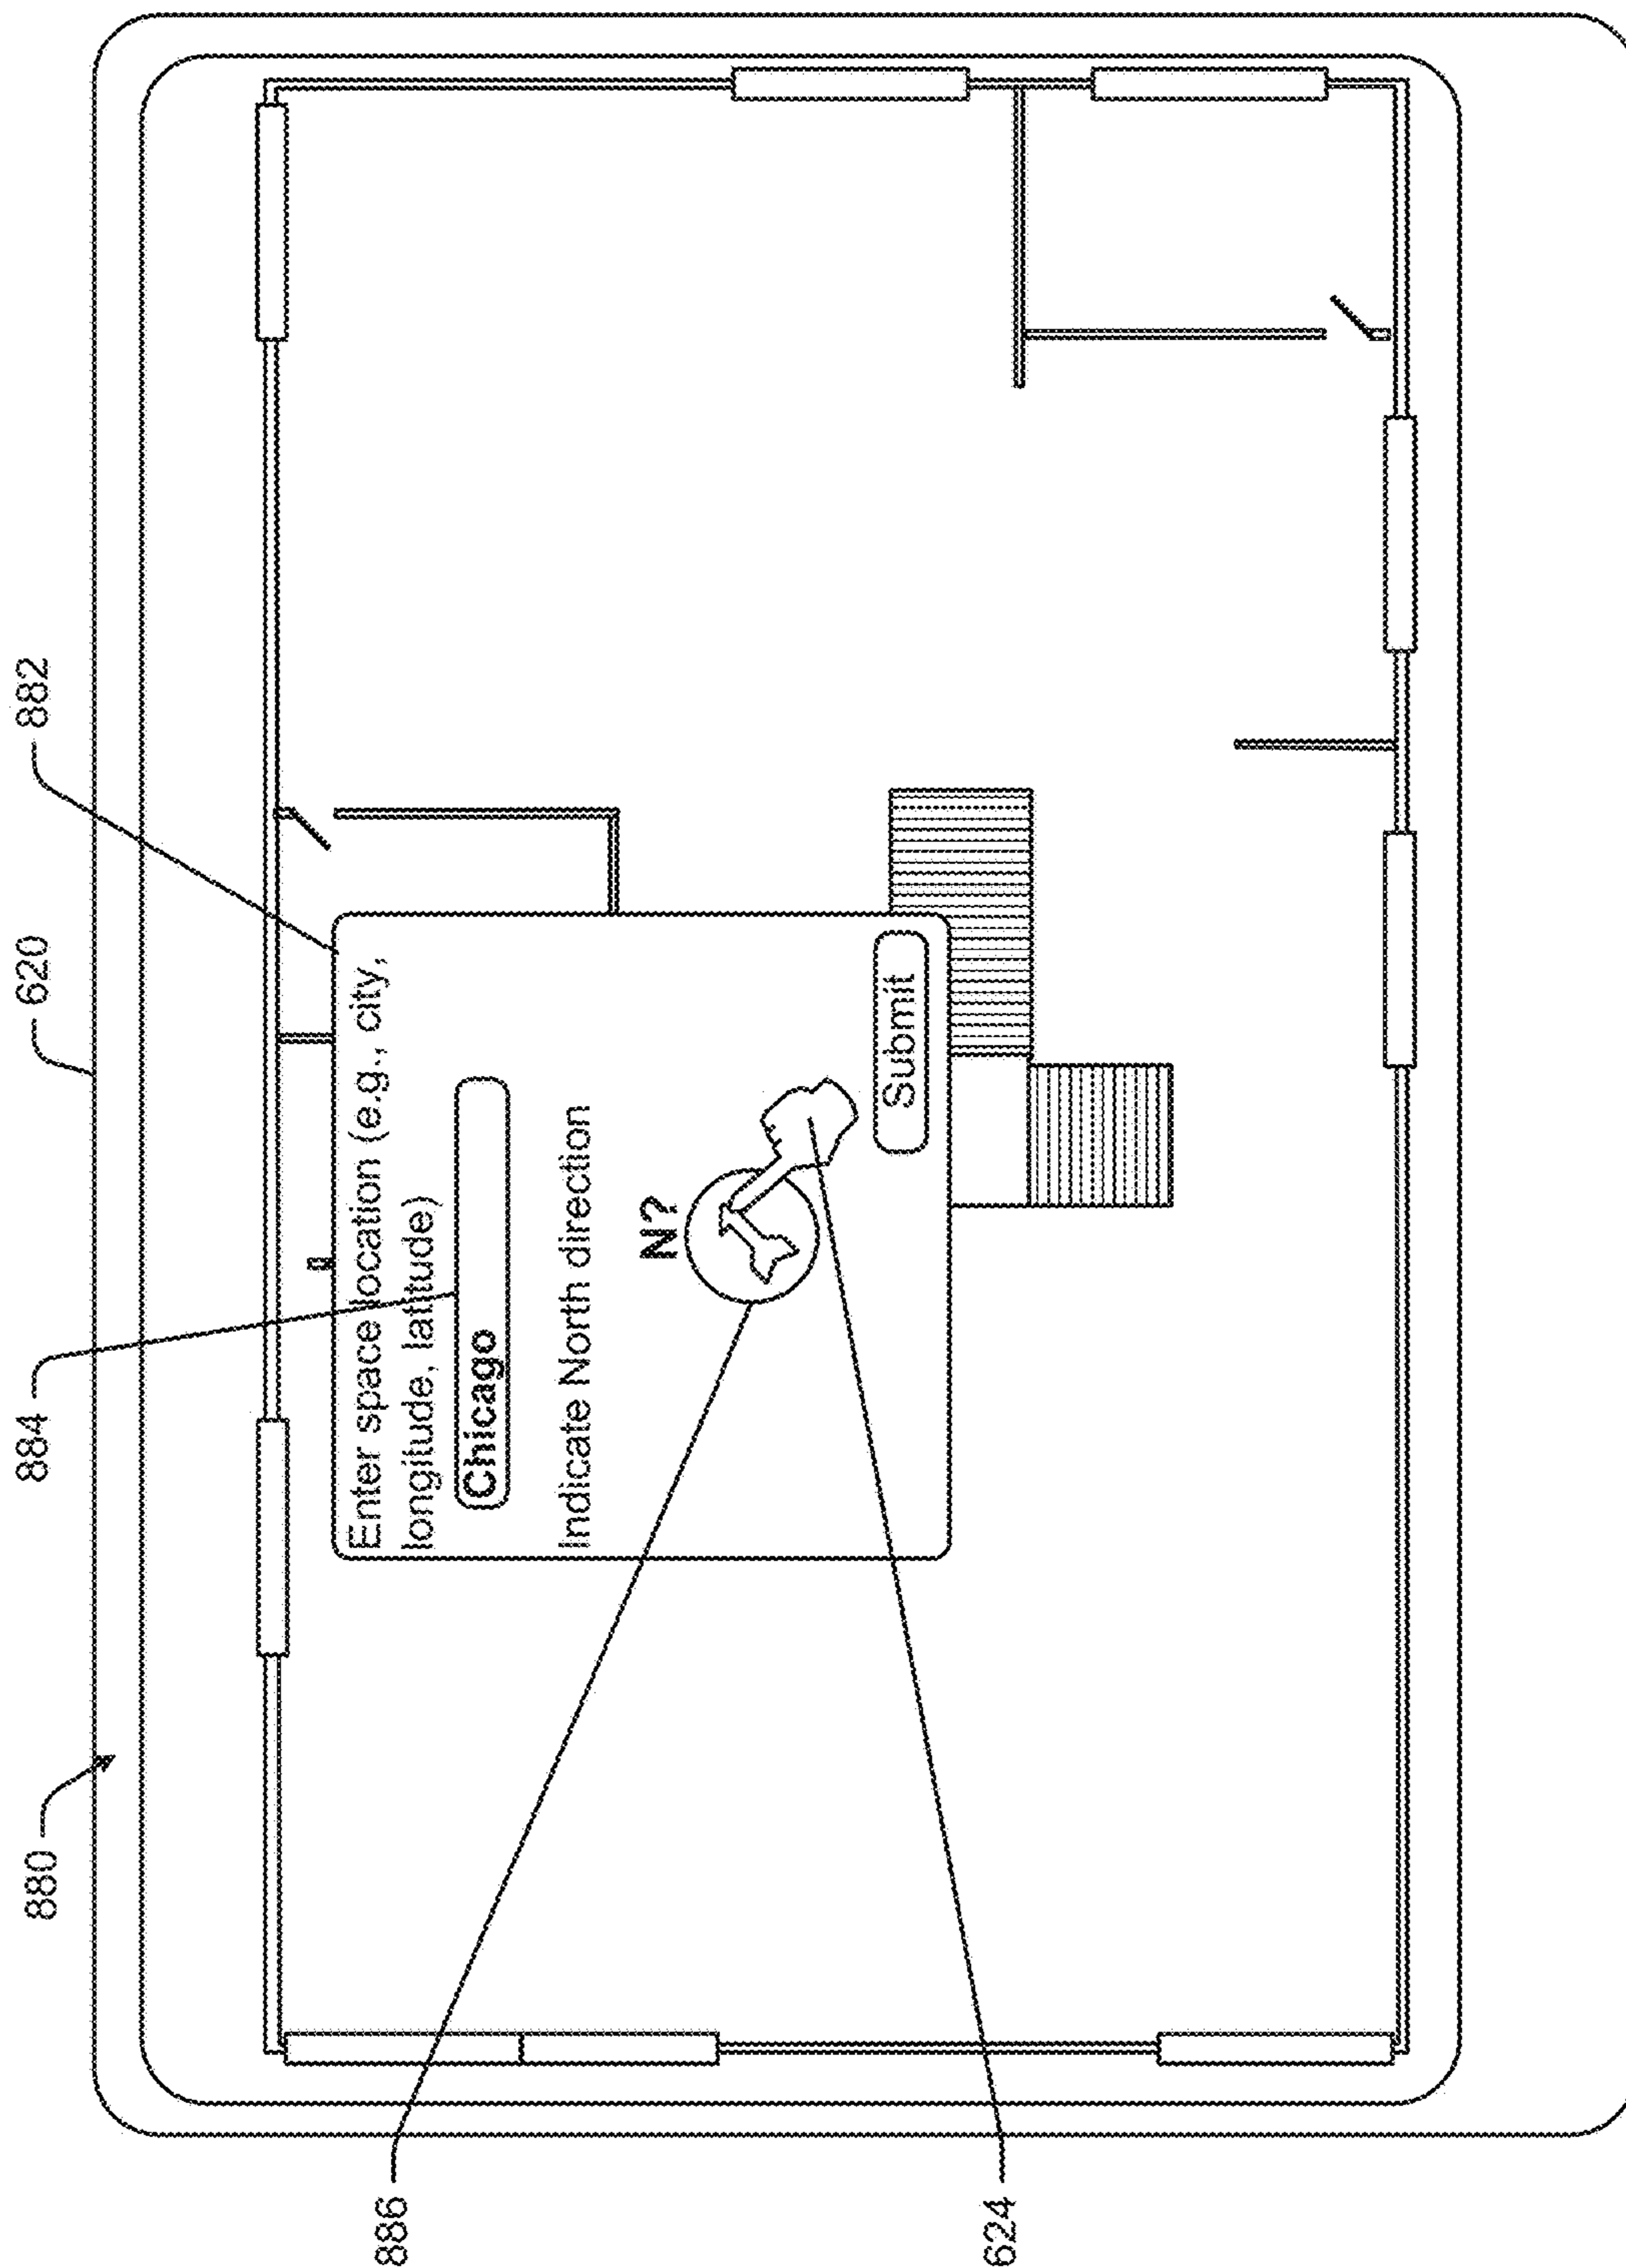 880
884
620
882
Enter space location (e.g., city,
longitude, latitude)
Chicago
Indicate North direction
N?
Submit
886
624